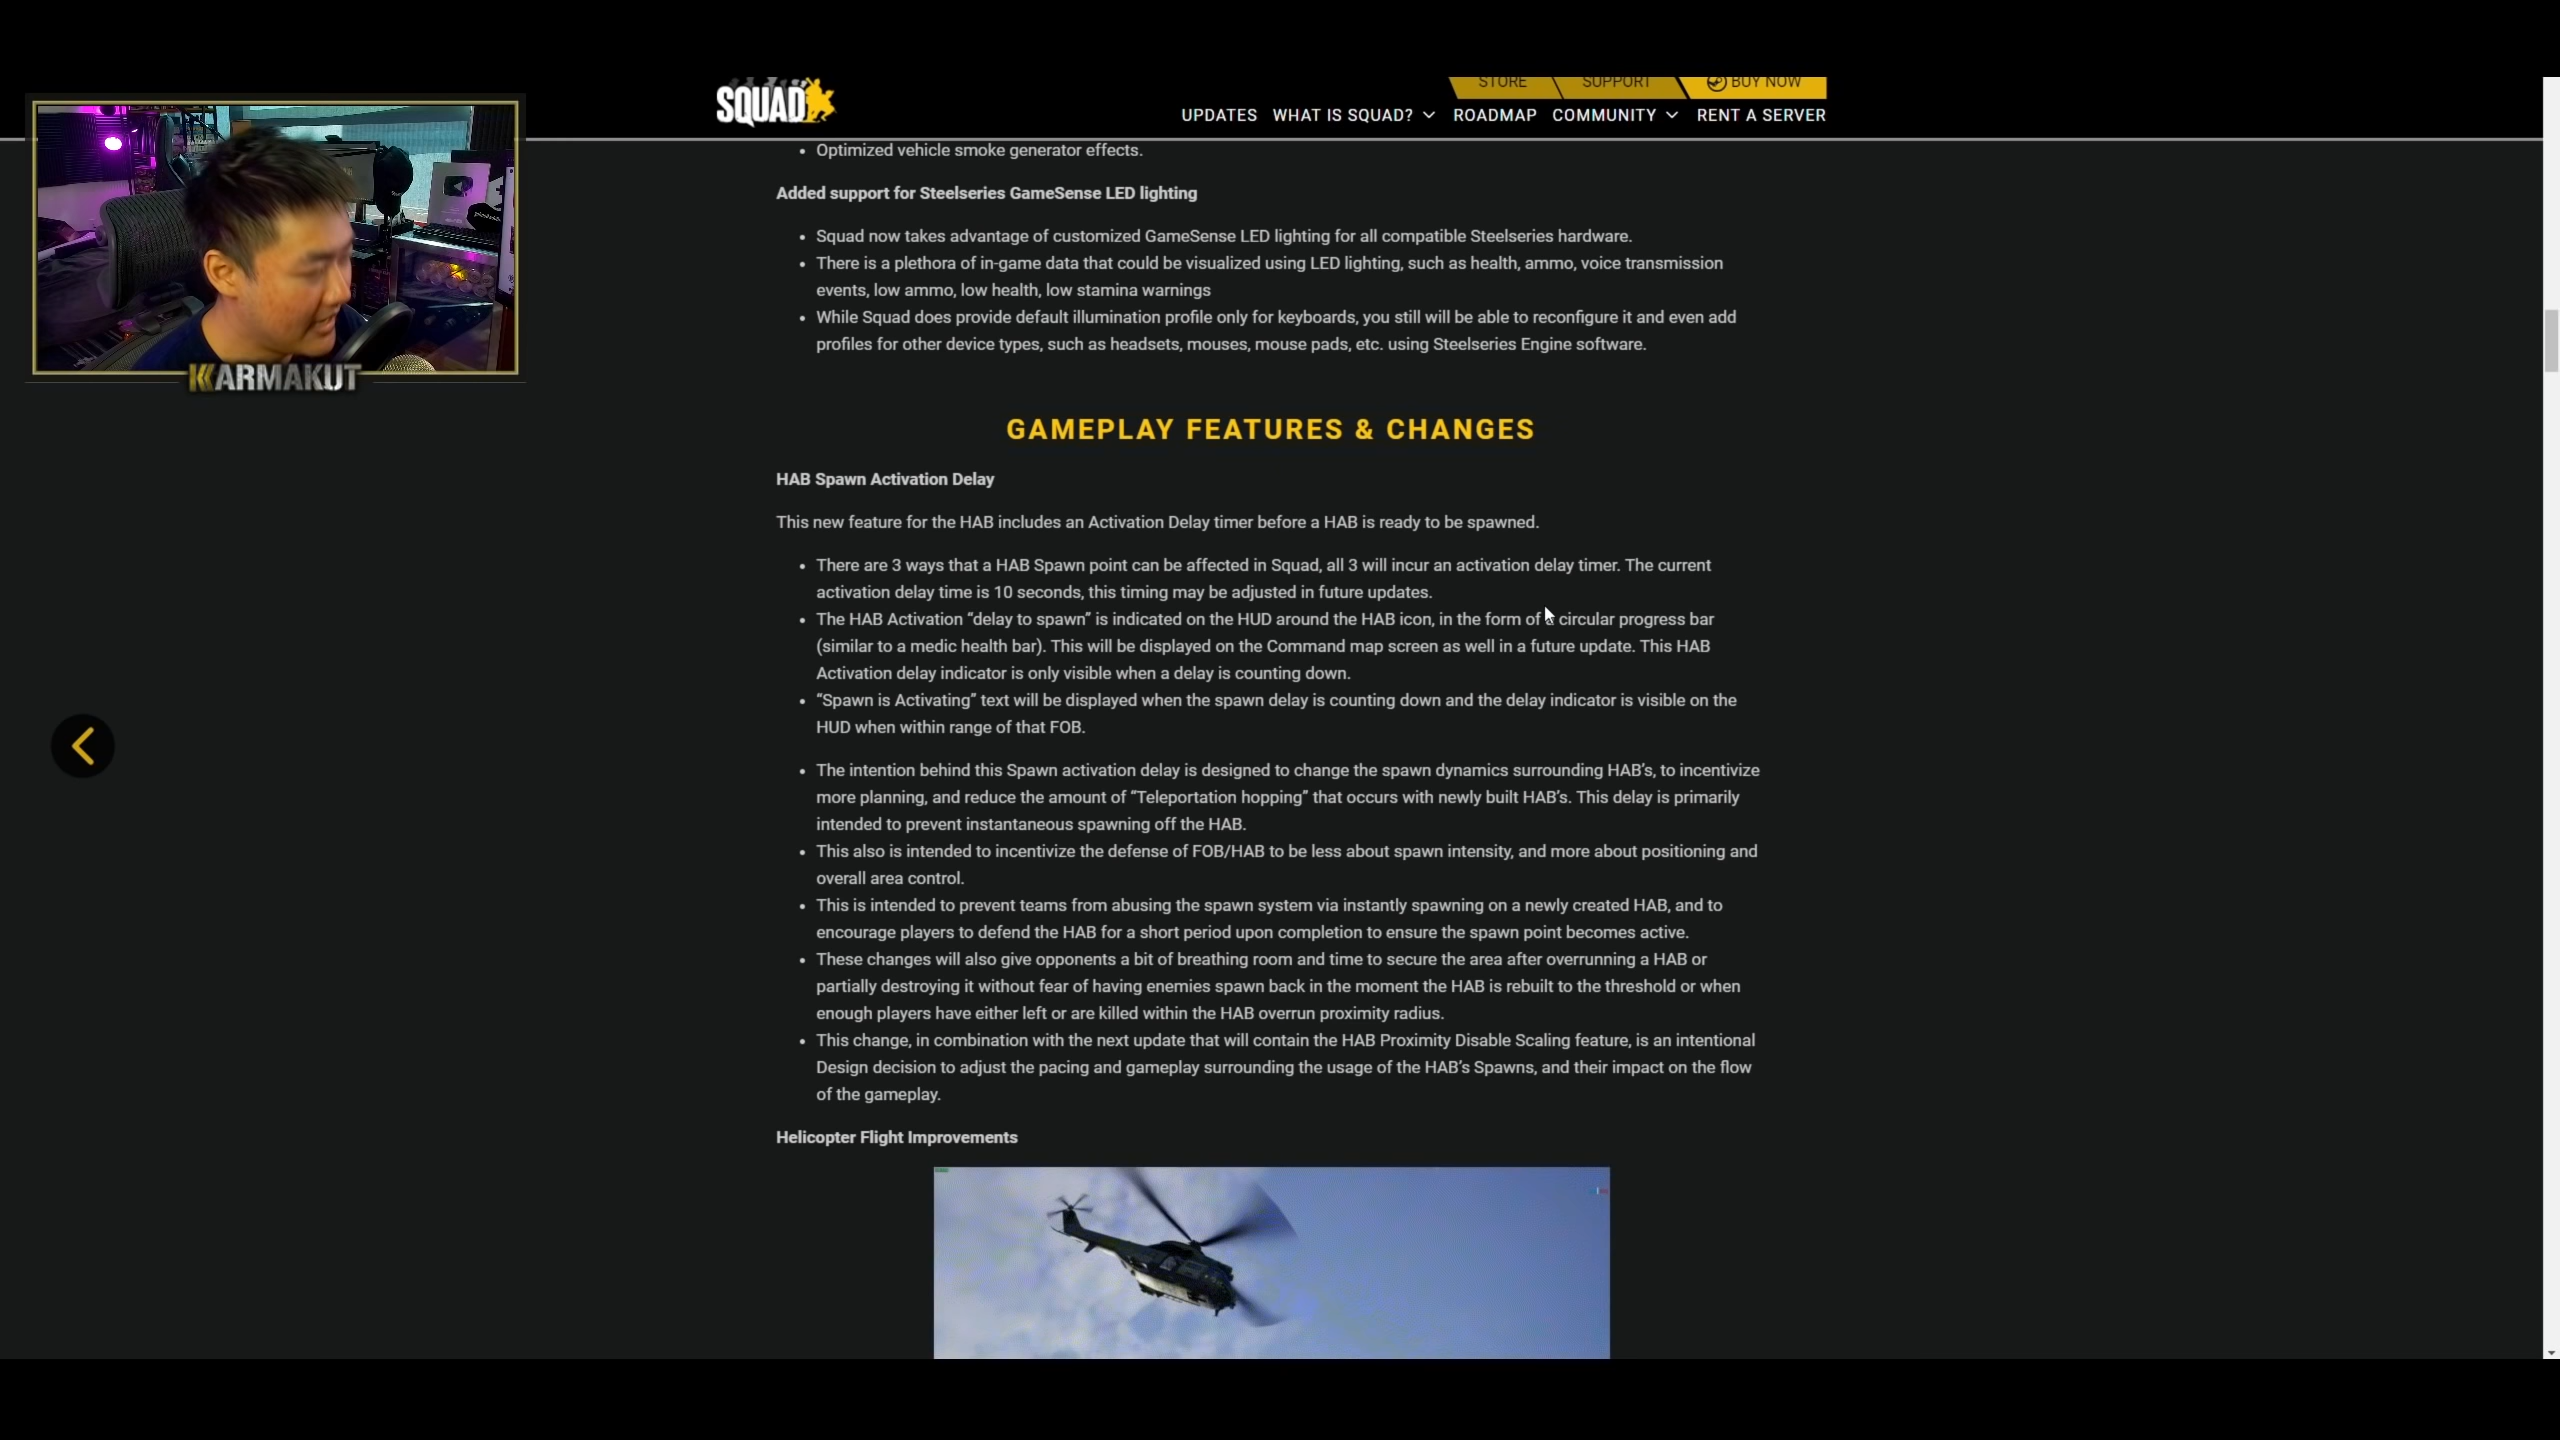 STORE SUPPORT BUY NOW
SQUAD
UPDATES WHAT IS SQUAD? ROADMAP COMMUNITY RENT A SERVER
• Optimized vehicle smoke generator effects.
Added support for Steelseries GameSense LED lighting
• Squad now takes advantage of customized GameSense LED lighting for all compatible Steelseries hardware.
• There is a plethora of in-game data that could be visualized using LED lighting, such as health, ammo, voice transmission
events, low ammo, low health, low stamina warnings
• While Squad does provide default illumination profile only for keyboards, you still will be able to reconfigure it and even add
profiles for other device types, such as headsets, mouses, mouse pads, etc. using Steelseries Engine software.
KARMAKUT
GAMEPLAY FEATURES & CHANGES
HAB Spawn Activation Delay
This new feature for the HAB includes an Activation Delay timer before a HAB is ready to be spawned.
• There are 3 ways that a HAB Spawn point can be affected in Squad, all 3 will incur an activation delay timer. The current
activation delay time is 10 seconds, this timing may be adjusted in future updates.
• The HAB Activation “delay to spawn” is indicated on the HUD around the HAB icon, in the form of circular progress bar
(similar to a medic health bar). This will be displayed on the Command map screen as well in a future update. This HAB
Activation delay indicator is only visible when a delay is counting down.
• “Spawn is Activating” text will be displayed when the spawn delay is counting down and the delay indicator is visible on the
HUD when within range of that FOB.
• The intention behind this Spawn activation delay is designed to change the spawn dynamics surrounding HAB’s, to incentivize
more planning, and reduce the amount of “Teleportation hopping” that occurs with newly built HAB’s. This delay is primarily
intended to prevent instantaneous spawning off the HAB.
• This also is intended to incentivize the defense of FOB/HAB to be less about spawn intensity, and more about positioning and
overall area control.
• This is intended to prevent teams from abusing the spawn system via instantly spawning on a newly created HAB, and to
encourage players to defend the HAB for a short period upon completion to ensure the spawn point becomes active.
• These changes will also give opponents a bit of breathing room and time to secure the area after overrunning a HAB or
partially destroying it without fear of having enemies spawn back in the moment the HAB is rebuilt to the threshold or when
enough players have either left or are killed within the HAB overrun proximity radius.
• This change, in combination with the next update that will contain the HAB Proximity Disable Scaling feature, is an intentional
Design decision to adjust the pacing and gameplay surrounding the usage of the HAB’s Spawns, and their impact on the flow
of the gameplay.
Helicopter Flight Improvements